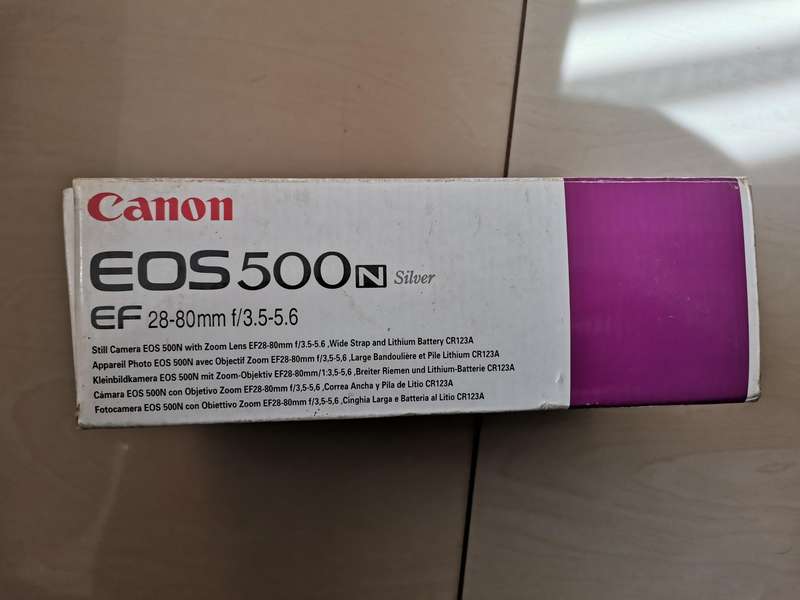 Canon
EOS 500N Silver
EF 28-80mm f/3.5-5.6
Still Camera EOS 500N with Zoom Lens EF28-80mm f/3.5-5.6 ,Wide Strap and Lithium Battery CR123A
Appareil Photo EOS 500N avec Objectif Zoom EF28-80mm f/3,5-5,6 ,Large Bandoulière et Pile Lithium CR123A
Kleinbildkamera EOS 500N mit Zoom-Objektiv EF28-80mm/1:3,5-5,6 ,Breiter Riemen und Lithium-Batterie CR123A
Cámara EOS 500N con Objetivo Zoom EF28-80mm f/3,5-5,6 ,Correa Ancha y Pila de Litio CR123A
Fotocamera EOS 500N con Obiettivo Zoom EF28-80mm f/3,5-5,6 ,Cinghia Larga e Batteria al Litio CR123A